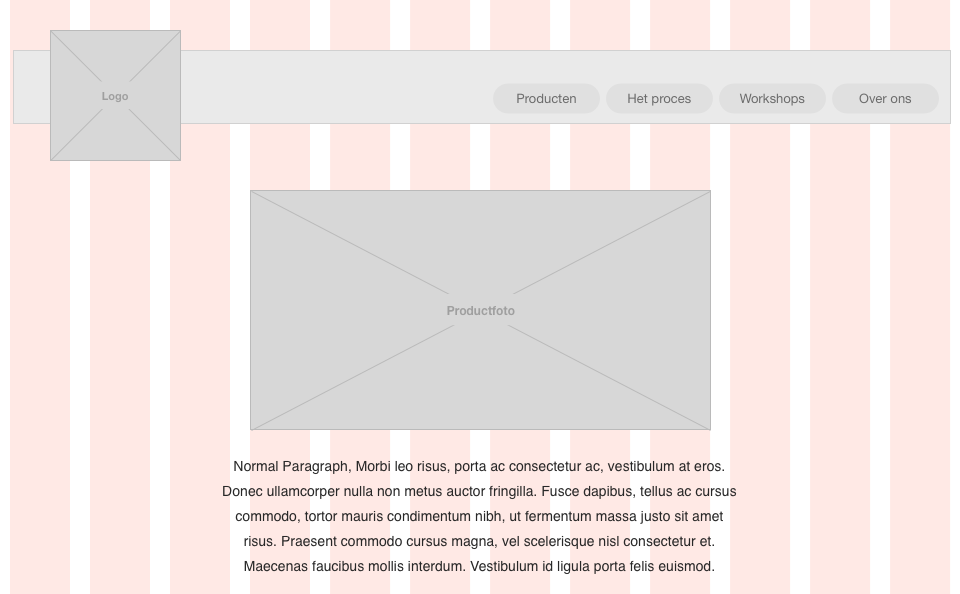 Logo
Producten
Het proces
Workshops
Over ons
Productfoto
Normal Paragraph, Morbi leo risus, porta ac consectetur ac, vestibulum at eros.
Donec ullamcorper nulla non metus auctor fringilla. Fusce dapibus, tellus ac cursus
commodo, tortor mauris condimentum nibh, ut fermentum massa justo sit amet
risus. Praesent commodo cursus magna, vel scelerisque nisl consectetur et.
Maecenas faucibus mollis interdum. Vestibulum id ligula porta felis euismod.